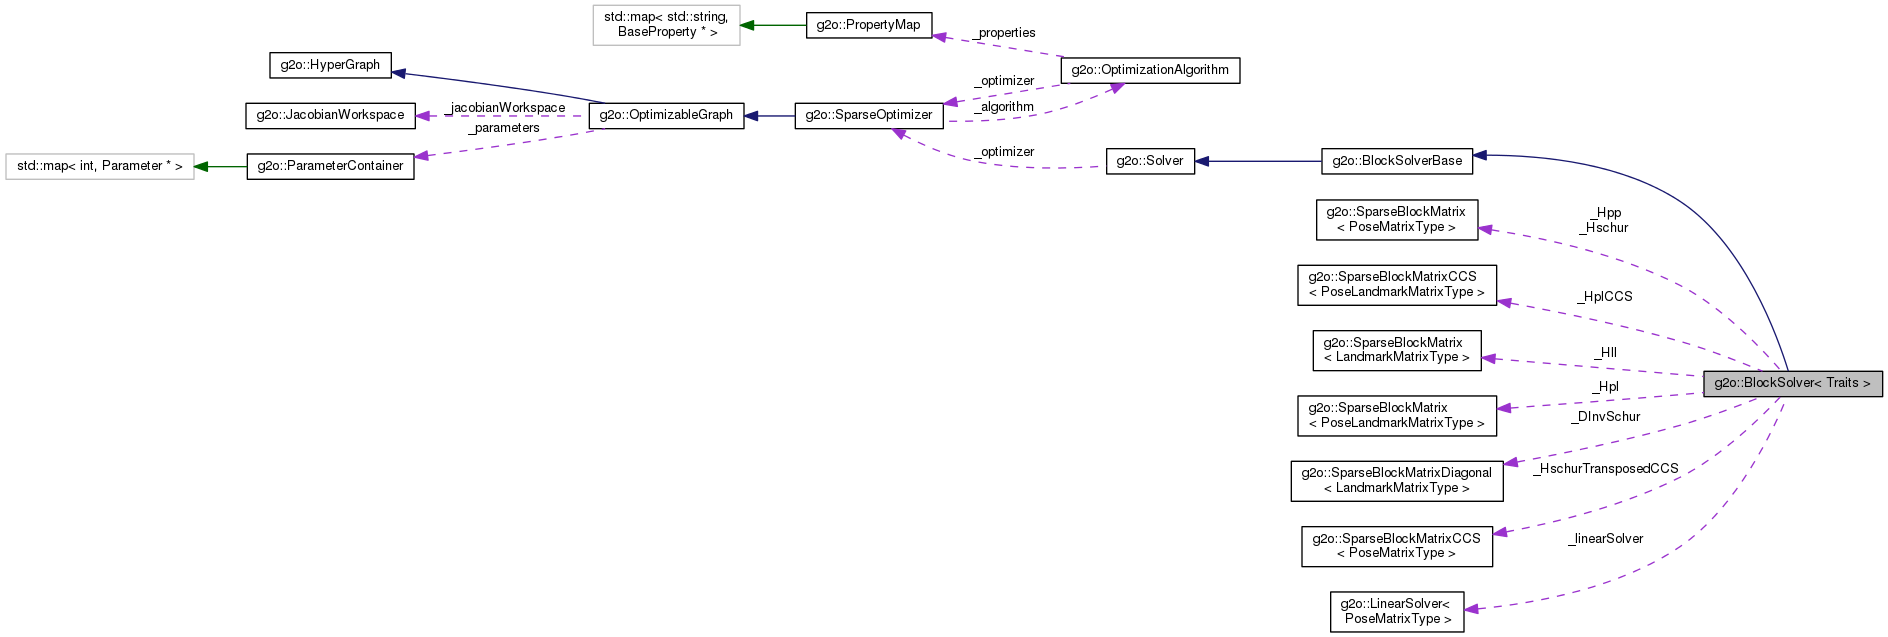 std::map< std::string,
BaseProperty * >
g2o::PropertyMap
_properties
g2o::HyperGraph
g2o::OptimizationAlgorithm
_optimizer
_algorithm
g2o::JacobianWorkspace
_jacobianWorkspace
g2o::OptimizableGraph
g2o::SparseOptimizer
_parameters
_optimizer
std::map< int, Parameter * >
g2o::ParameterContainer
g2o::Solver
g2o::BlockSolverBase
g2o::SparseBlockMatrix
< PoseMatrixType >
_Hpp
_Hschur
g2o::SparseBlockMatrixCCS
< PoseLandmarkMatrixType >
_HplCCS
g2o::SparseBlockMatrix
< LandmarkMatrixType >
_Hll
g2o::BlockSolver< Traits >
_Hpl
g2o::SparseBlockMatrix
< PoseLandmarkMatrixType >
_DInvSchur
g2o::SparseBlockMatrixDiagonal
< LandmarkMatrixType >
_HschurTransposedCCS
g2o::SparseBlockMatrixCCS
< PoseMatrixType >
_linearSolver
g2o::LinearSolver<
PoseMatrixType >